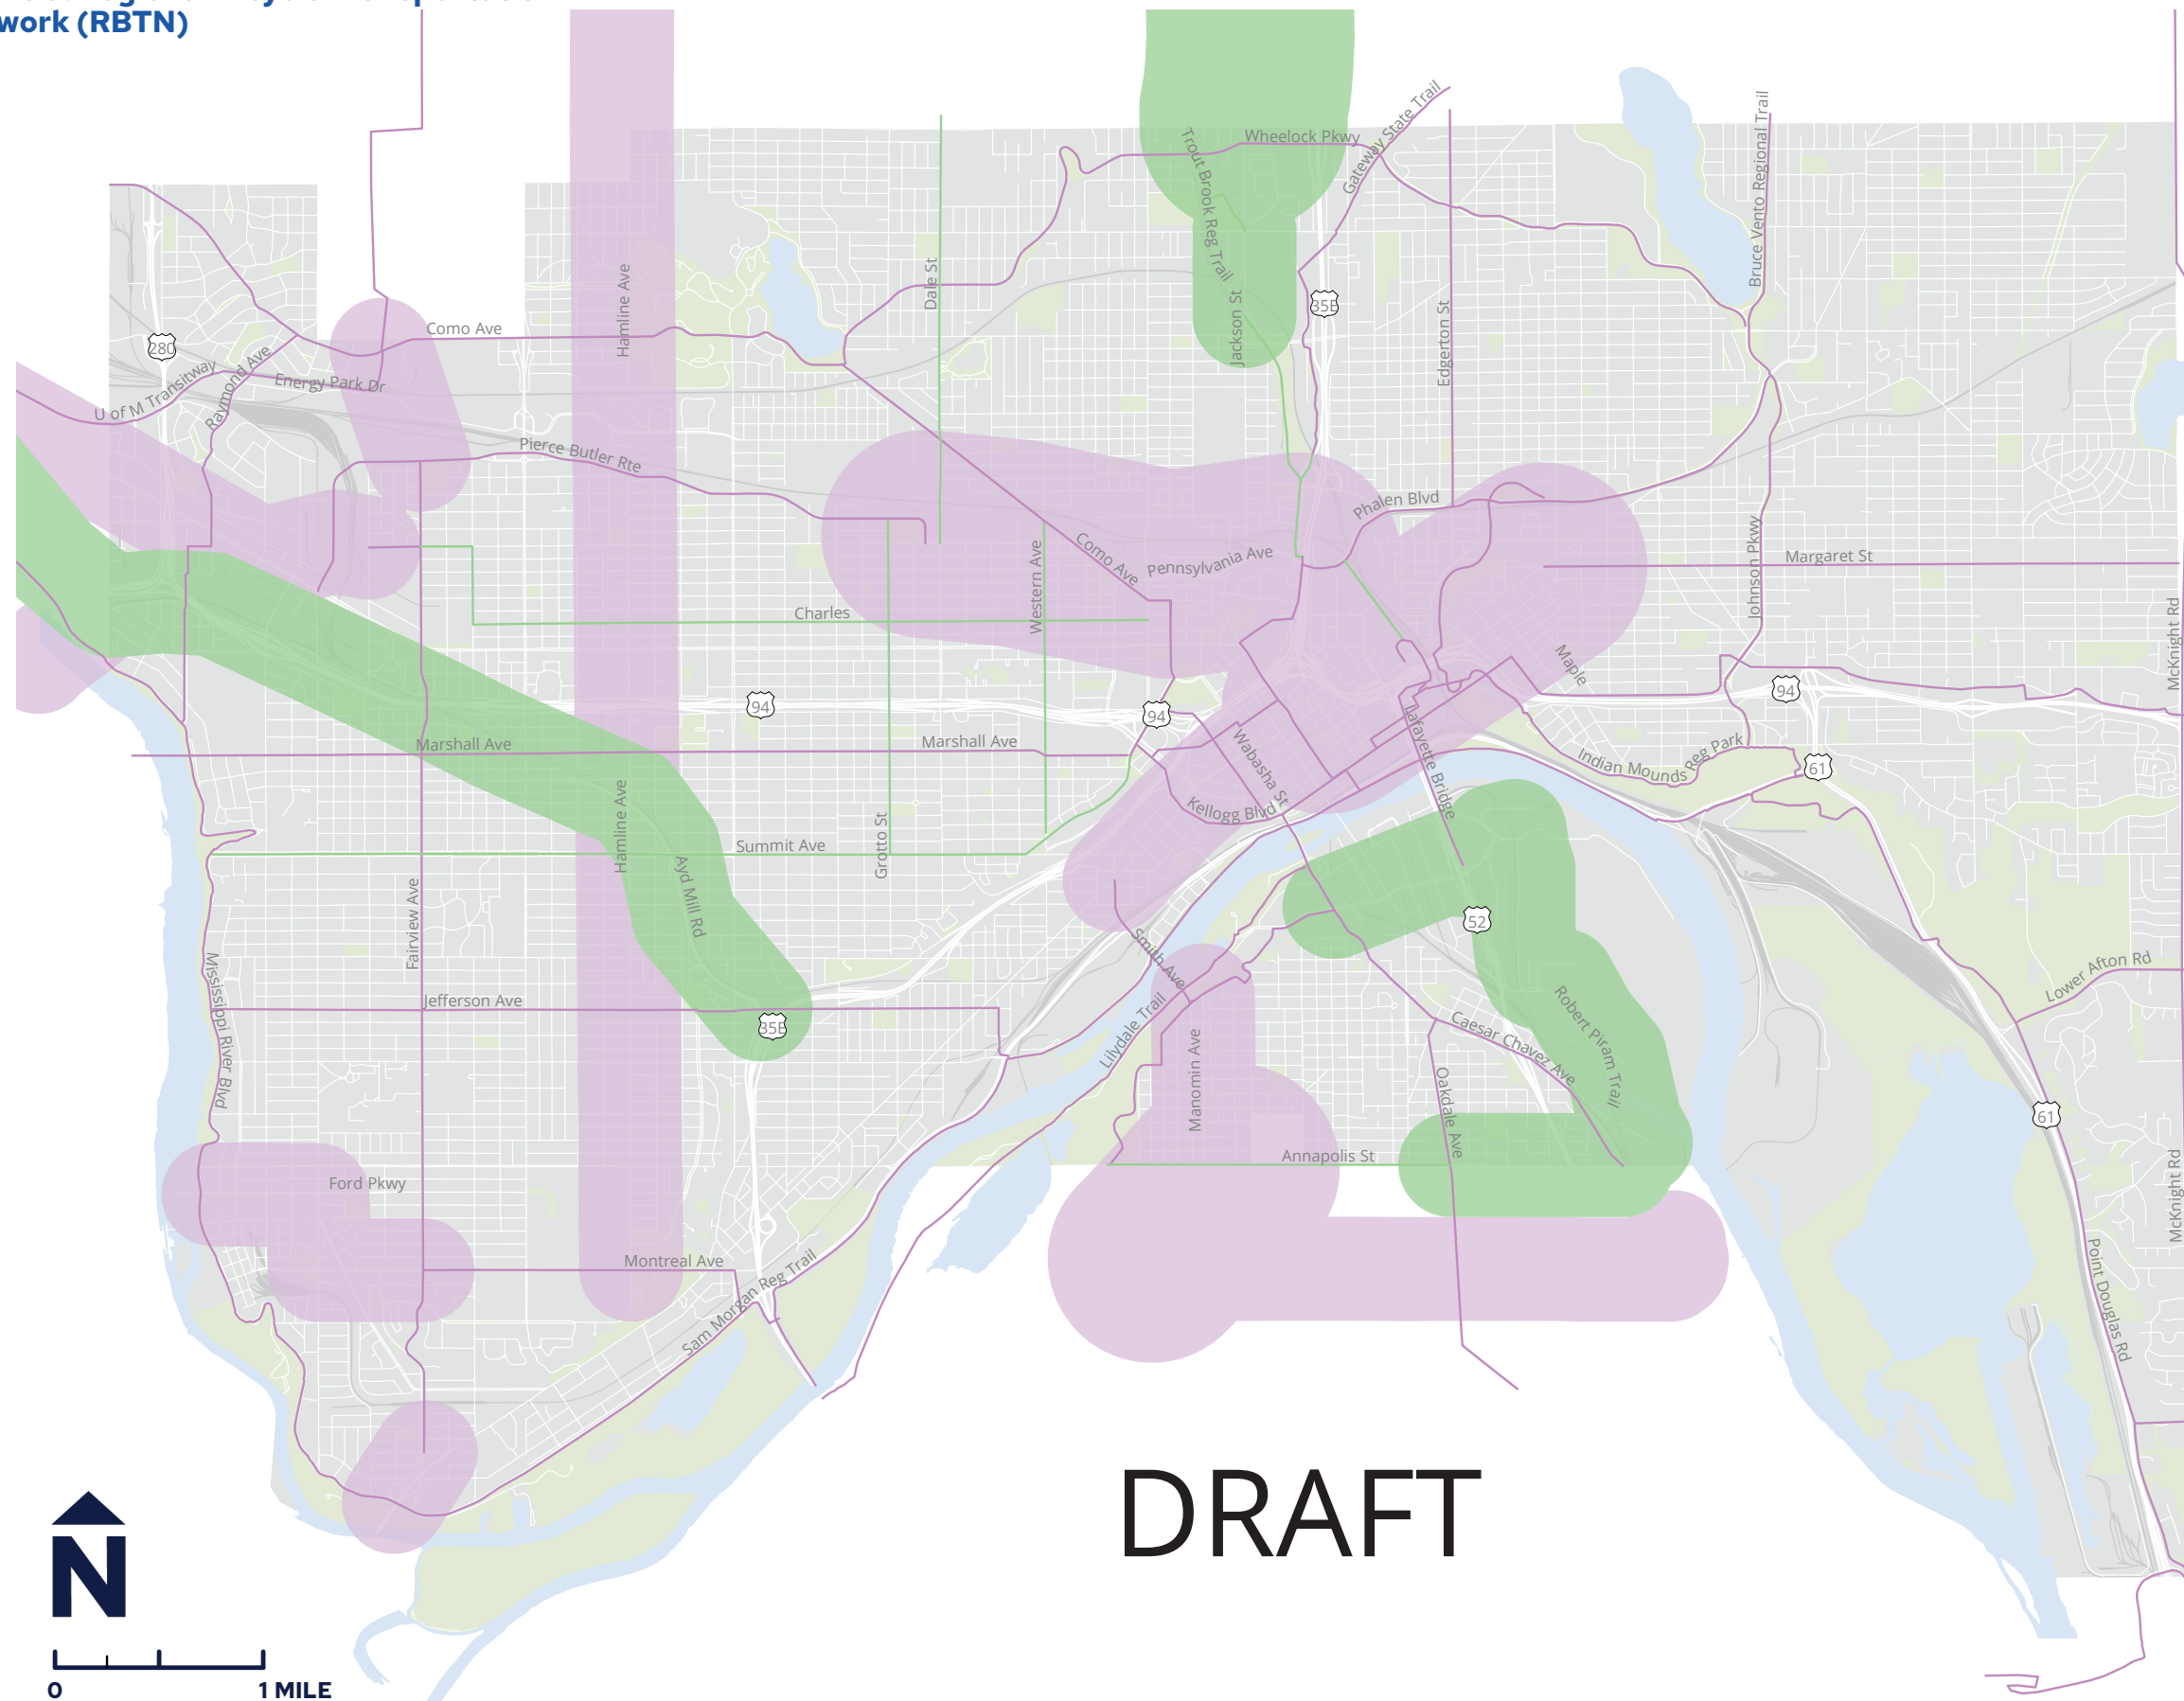 work (RBTN)
Wheelock Pkwy
Gateway State Trail
Trout Brook Reg Trail
Bruce Vento Regional Trail
Hamline Ave
Dale St
Jackson St
35E
Edgerton St
Como Ave
280
U of M Transitway
Raymond Ave
Energy Park Dr
Pierce Butler Rte
Phalen Blvd
Como Ave
Pennsylvania Ave
Western Ave
Margaret St
Johnson Pkwy
Charles
McKnight Rd
Maple
94
94
94
Marshall Ave
Marshall Ave
Wabasha St
Lafayette Bridge
Indian Mounds Reg Park
61
Kellogg Blvd
Hamline Ave
Summit Ave
Grotto St
Ayd Mill Rd
Fairview Ave
52
Smith Ave
Mississippi River Blvd
Jefferson Ave
35E
Lilydale Trail
Manomin Ave
Caesar Chavez Ave
Robert Piram Trail
Lower Afton Rd
Oakdale Ave
61
Annapolis St
Ford Pkwy
McKnight Rd
Montreal Ave
Sam Morgan Reg Trail
Point Douglas Rd
DRAFT
N
0 1 MILE